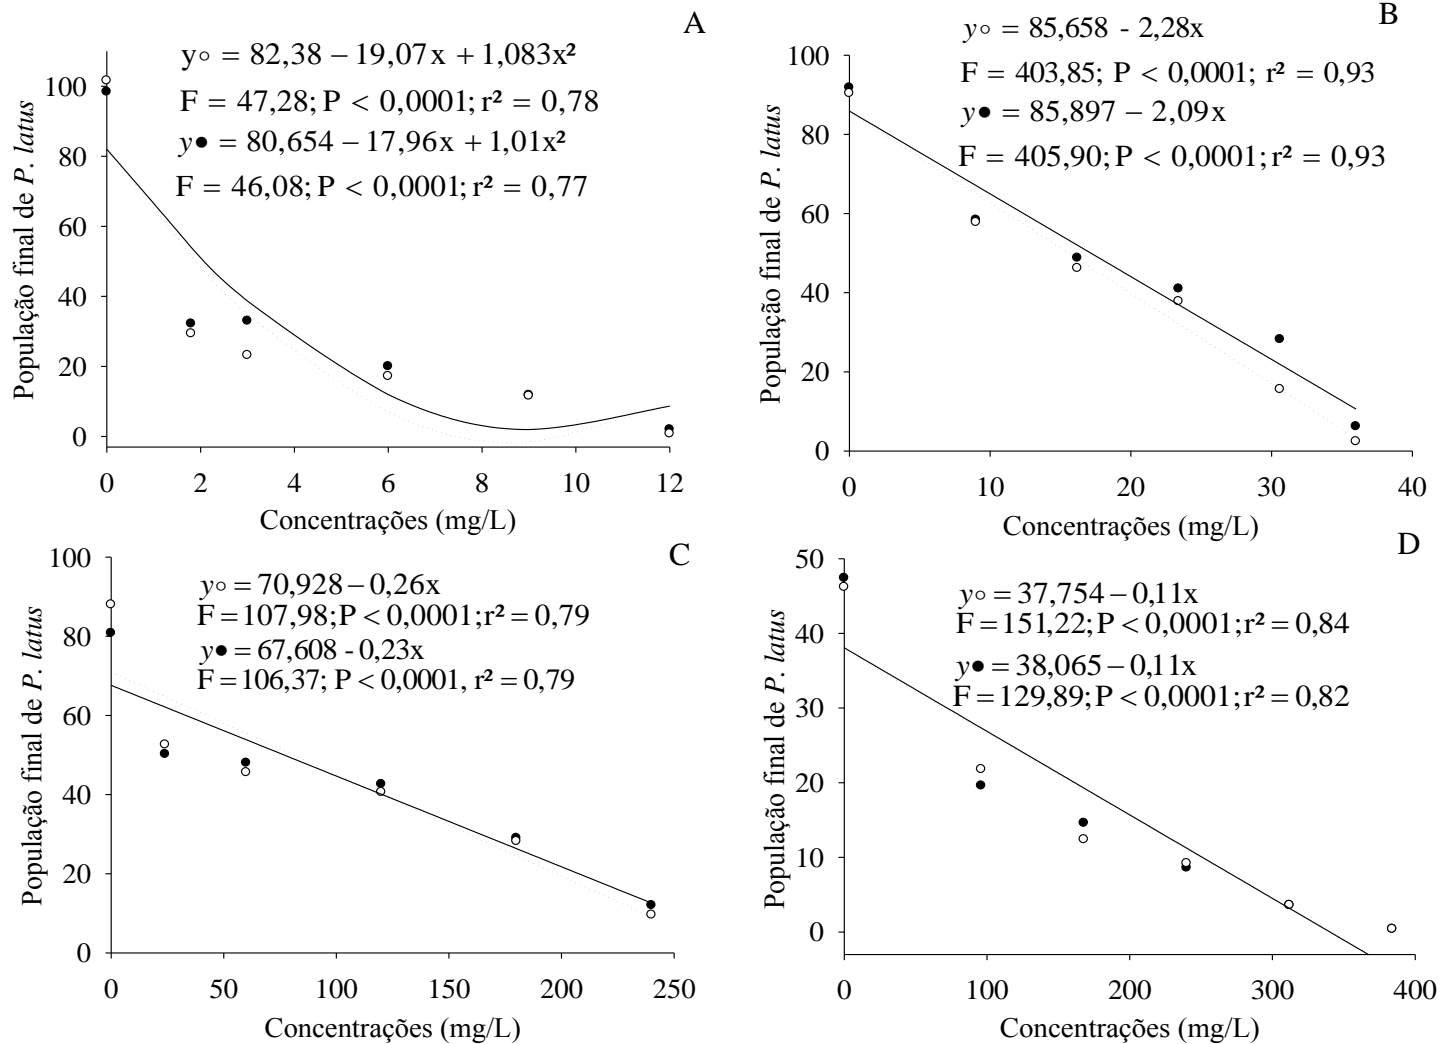 A
y○ = 82,38 – 19,07x + 1,083x²
F = 47,28; P < 0,0001; r² = 0,78
y● = 80,654 – 17,96x + 1,01x²
F = 46,08; P < 0,0001; r² = 0,77
População final de P. latus
100
80
60
40
20
0
0 2 4 6 8 10 12
Concentrações (mg/L)
B
y○ = 85,658 - 2,28x
F = 403,85; P < 0,0001; r² = 0,93
y● = 85,897 – 2,09x
F = 405,90; P < 0,0001; r² = 0,93
População final de P. latus
100
80
60
40
20
0
0 10 20 30 40
Concentrações (mg/L)
C
y○ = 70,928 – 0,26x
F = 107,98; P < 0,0001; r² = 0,79
y● = 67,608 - 0,23x
F = 106,37; P < 0,0001, r² = 0,79
População final de P. latus
100
80
60
40
20
0
0 50 100 150 200 250
Concentrações (mg/L)
D
y○ = 37,754 – 0,11x
F = 151,22; P < 0,0001; r² = 0,84
y● = 38,065 – 0,11x
F = 129,89; P < 0,0001; r² = 0,82
População final de P. latus
50
40
30
20
10
0
0 100 200 300 400
Concentrações (mg/L)